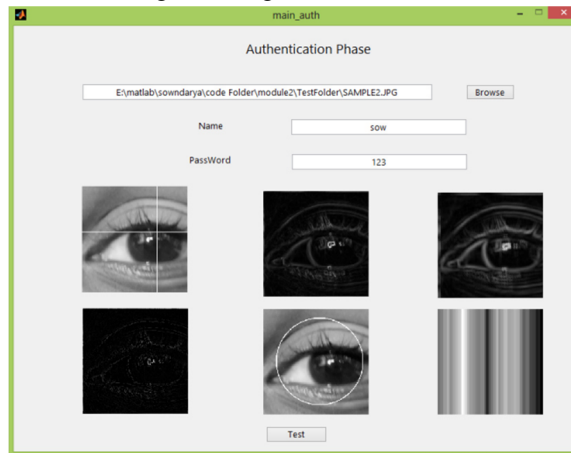 main_auth
Authentication Phase
E:\matlab\sowndarya\code Folder\module2\TestFolder\SAMPLE2.JPG
Browse
Name
sow
PassWord
123
Test